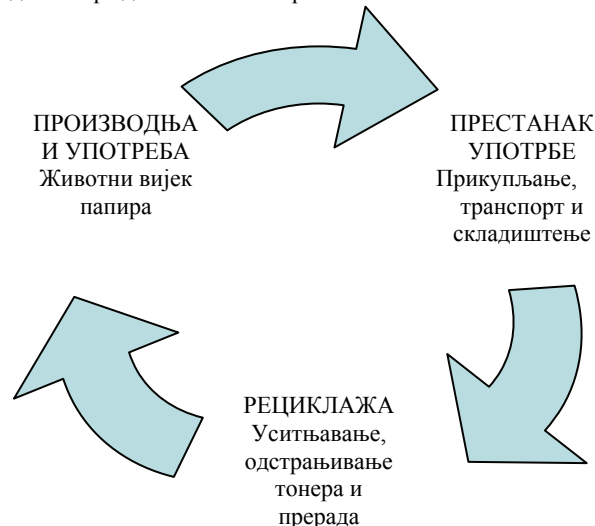 ПРОИЗВОДЊА
И УПОТРЕБА
Животни вијек
папира
ПРЕСТАНАК
УПОТРБЕ
Прикупљање,
транспорт и
складиштење
РЕЦИКЛАЖА
Уситњавање,
одстрањивање
тонера и
прерада